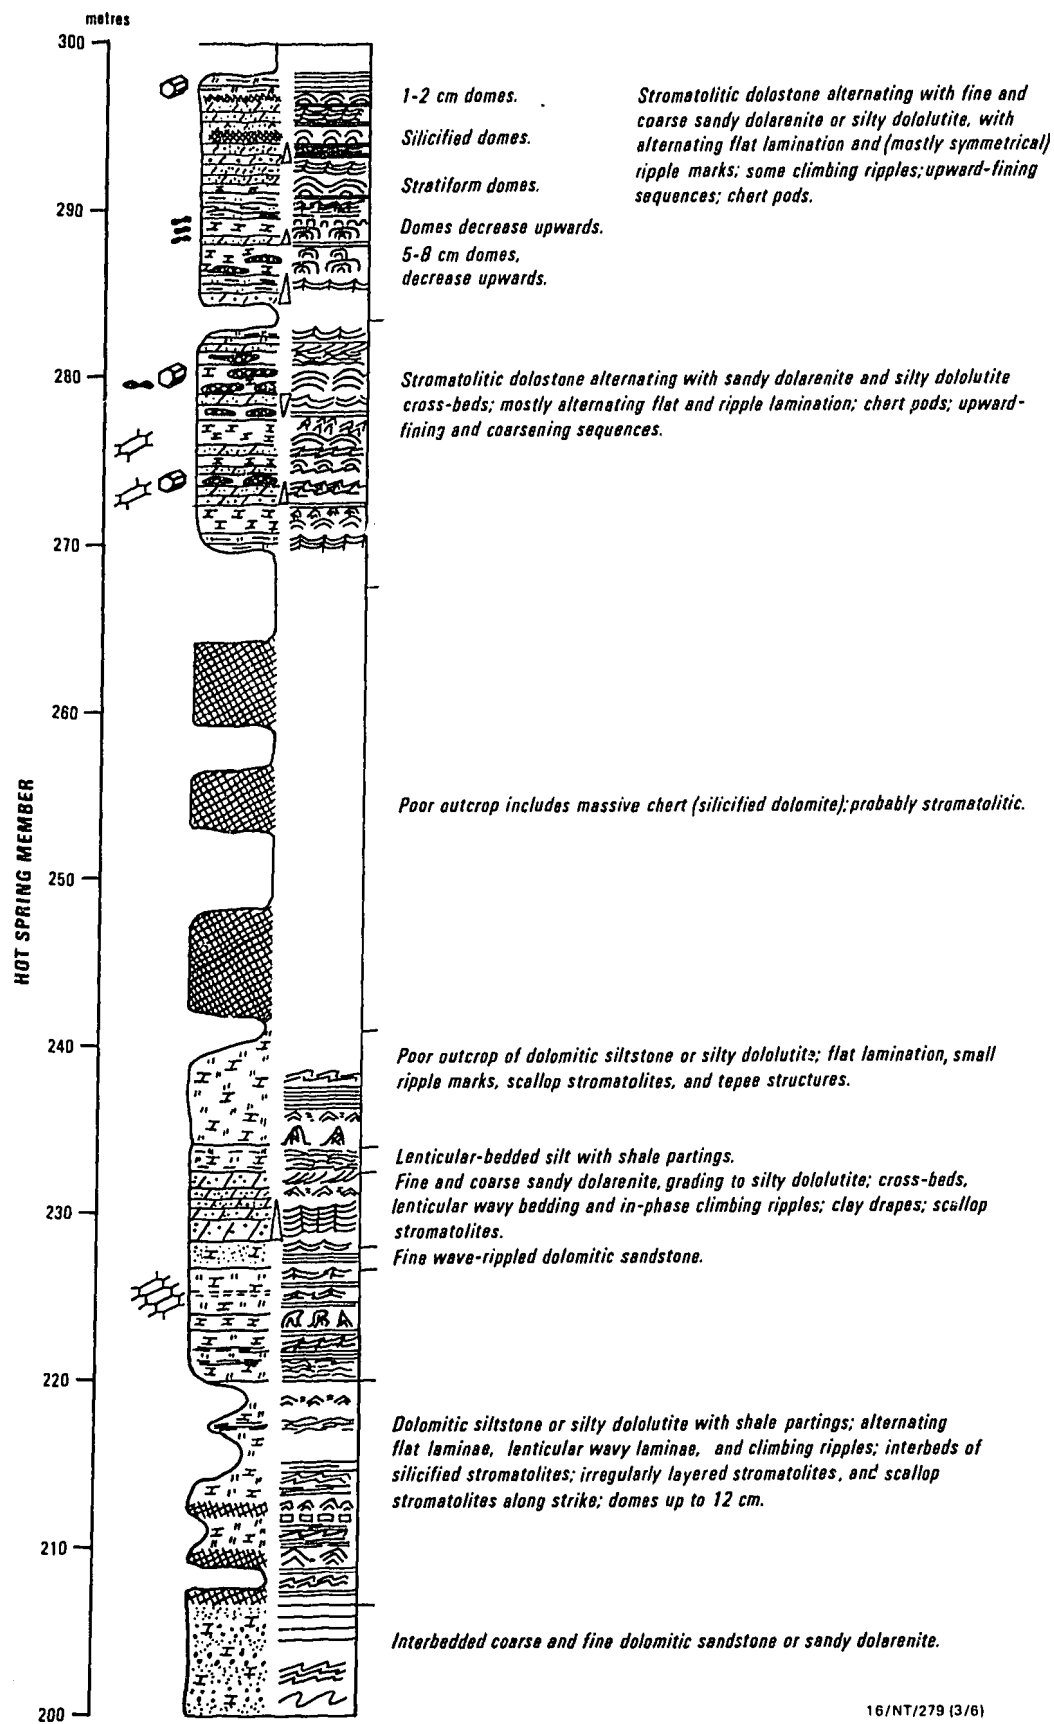 metres
300
1-2 cm domes.
Silicified domes.
Stratiform domes.
290
Domes decrease upwards.
5-8 cm domes,
decrease upwards.
Stromatolitic dolostone alternating with fine and
coarse sandy dolarenite or silty dololutite, with
alternating flat lamination and (mostly symmetrical)
ripple marks; some climbing ripples; upward-fining
sequences; chert pods.
280
Stromatolitic dolostone alternating with sandy dolarenite and silty dololutite
cross-beds; mostly alternating flat and ripple lamination; chert pods; upward-
fining and coarsening sequences.
270
260
HOT SPRING MEMBER
Poor outcrop includes massive chert (silicified dolomite); probably stromatolitic.
250
240
Poor outcrop of dolomitic siltstone or silty dololutite; flat lamination, small
ripple marks, scallop stromatolites, and tepee structures.
Lenticular-bedded silt with shale partings.
Fine and coarse sandy dolarenite, grading to silty dololutite; cross-beds,
lenticular wavy bedding and in-phase climbing ripples; clay drapes; scallop
stromatolites.
230
Fine wave-rippled dolomitic sandstone.
220
Dolomitic siltstone or silty dololutite with shale partings; alternating
flat laminae, lenticular wavy laminae, and climbing ripples; interbeds of
silicified stromatolites; irregularly layered stromatolites, and scallop
stromatolites along strike; domes up to 12 cm.
210
Interbedded coarse and fine dolomitic sandstone or sandy dolarenite.
200
16/NT/279 (3/6)